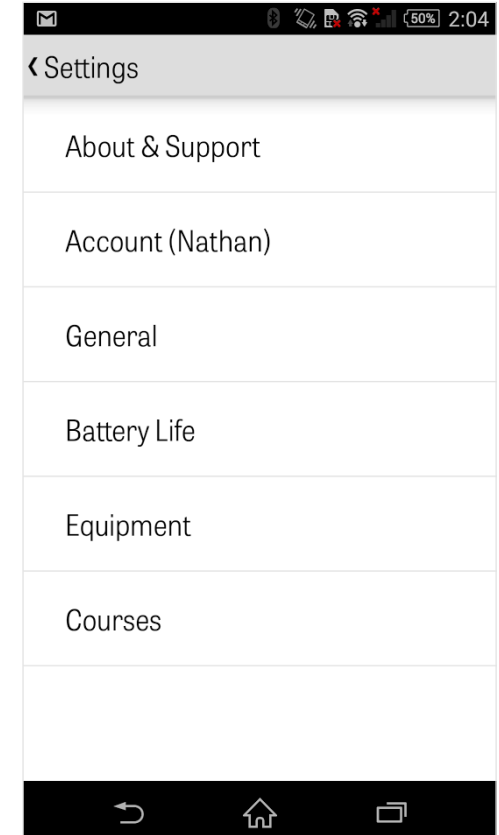 50% 2:04
Settings
About & Support
Account (Nathan)
General
Battery Life
Equipment
Courses